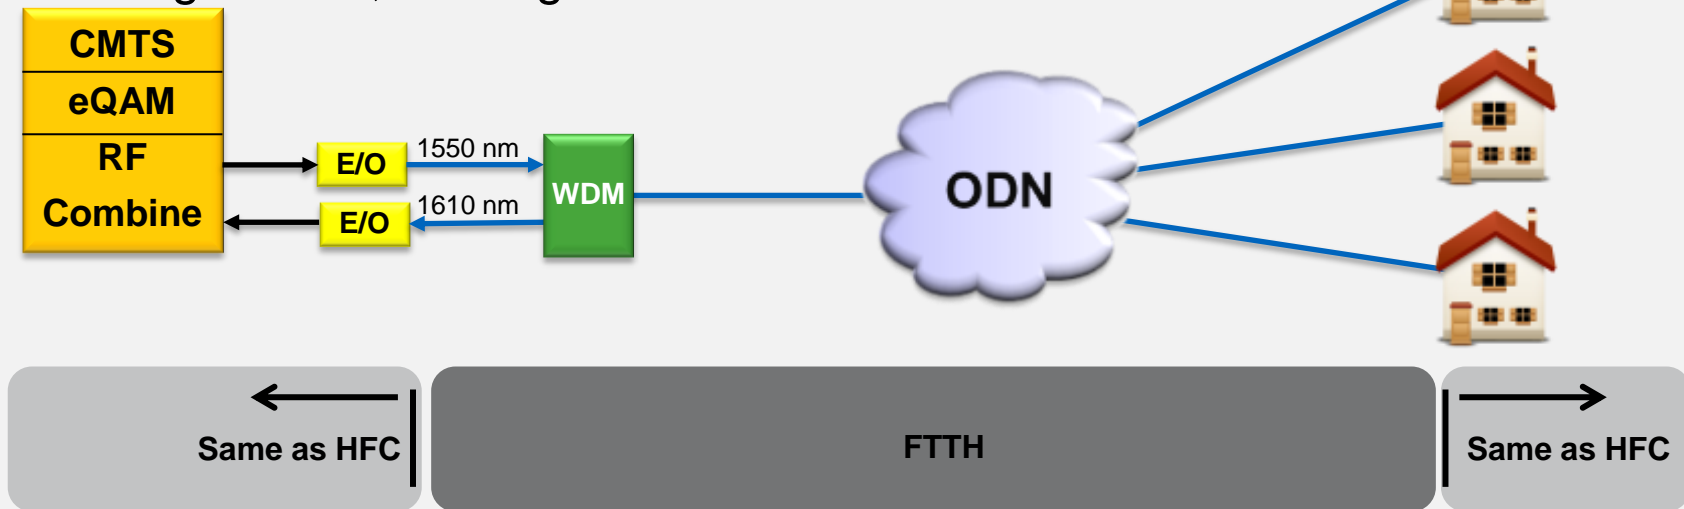 CMTS
eQAM
RF
Combine
E/O
1550 nm
E/O
1610 nm
WDM
ODN
Same as HFC
FTTH
Same as HFC